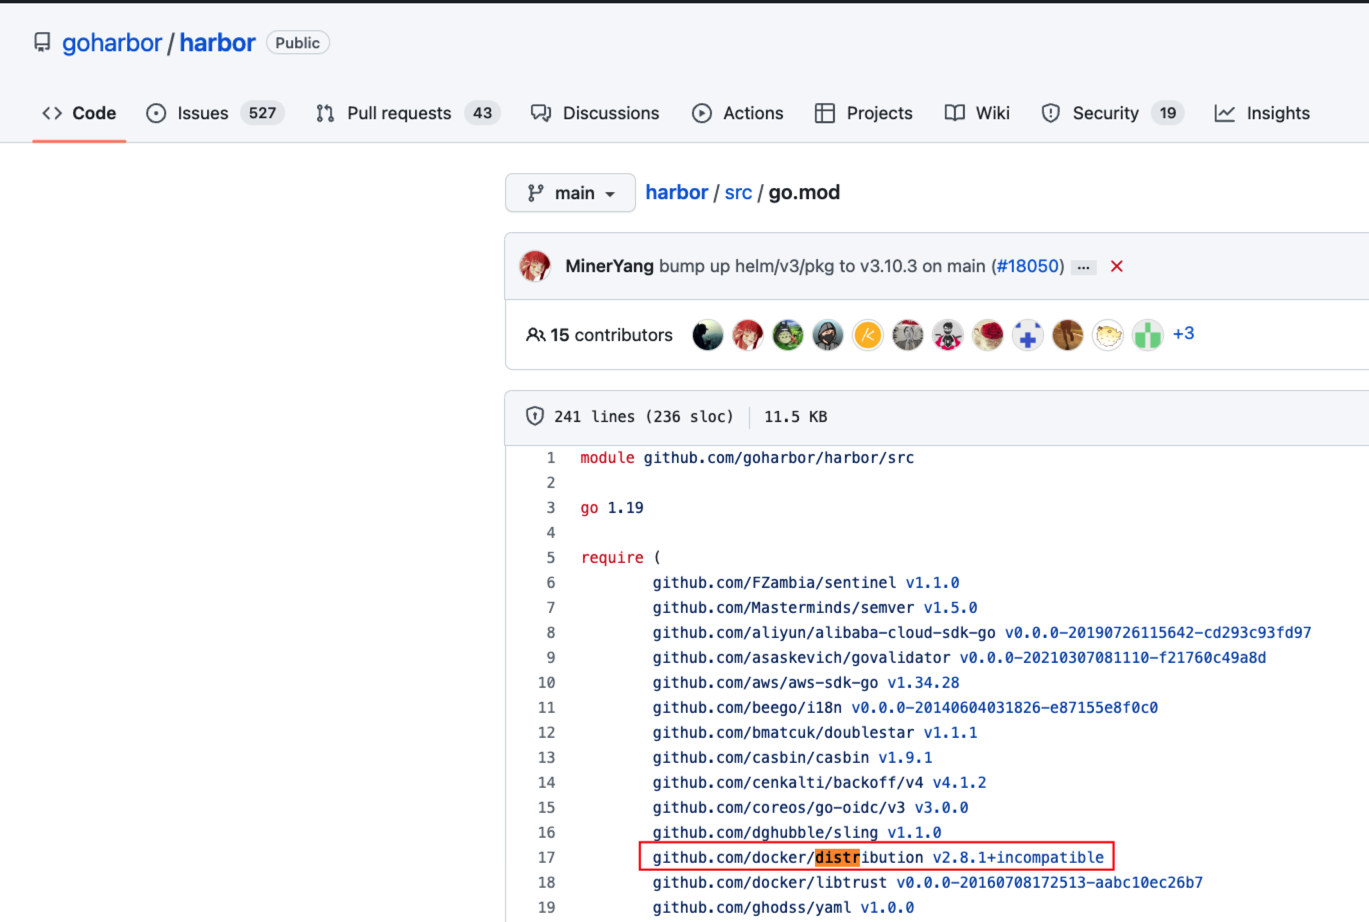 goharbor / harbor Public
Code Issues 527 Pull requests 43 Discussions Actions Projects Wiki Security 19 Insights
main harbor / src / go.mod
MinerYang bump up helm/v3/pkg to v3.10.3 on main (#18050) ...
15 contributors +3
241 lines (236 sloc) 11.5 KB
1 module github.com/goharbor/harbor/src
2
3 go 1.19
4
5 require (
6 github.com/FZambia/sentinel v1.1.0
7 github.com/Masterminds/semver v1.5.0
8 github.com/aliyun/alibaba-cloud-sdk-go v0.0.0-20190726115642-cd293c93fd97
9 github.com/asaskevich/govalidator v0.0.0-20210307081110-f21760c49a8d
10 github.com/aws/aws-sdk-go v1.34.28
11 github.com/beego/i18n v0.0.0-20140604031826-e87155e8f0c0
12 github.com/bmatcuk/doublestar v1.1.1
13 github.com/casbin/casbin v1.9.1
14 github.com/cenkalti/backoff/v4 v4.1.2
15 github.com/coreos/go-oidc/v3 v3.0.0
16 github.com/dghubble/sling v1.1.0
17 github.com/docker/distribution v2.8.1+incompatible
18 github.com/docker/libtrust v0.0.0-20160708172513-aabc10ec26b7
19 github.com/ghodss/yaml v1.0.0